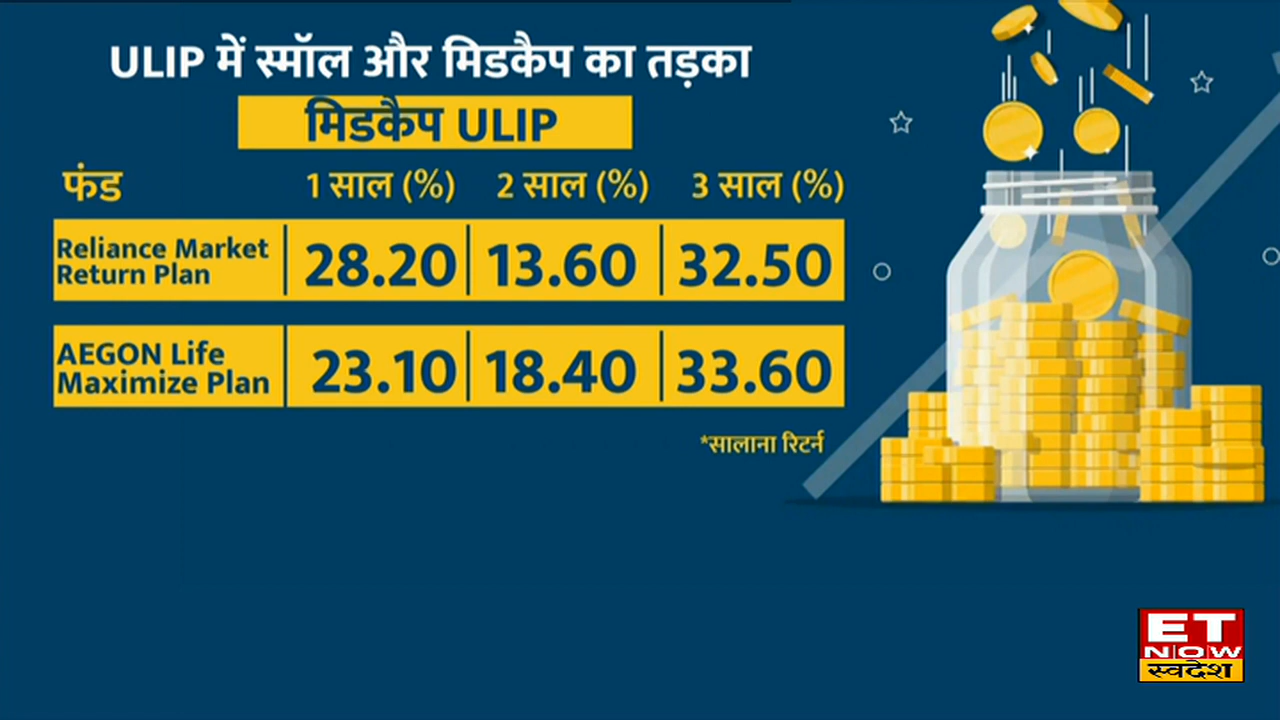 ULIP में स्मॉल और मिडकैप का तड़का
मिडकैप ULIP
फंड 1 साल (%) 2 साल (%) 3 साल (%)
Reliance Market
Return Plan
28.20 13.60 32.50
AEGON Life
Maximize Plan
23.10 18.40 33.60
*सालाना रिटर्न
ET
NOW
स्वदेश